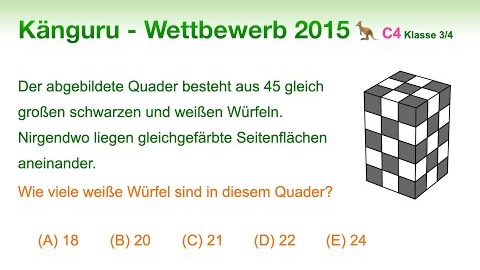 Känguru - Wettbewerb 2015 C4 Klasse 3/4
Der abgebildete Quader besteht aus 45 gleich
großen schwarzen und weißen Würfeln.
Nirgendwo liegen gleichgefärbte Seitenflächen
aneinander.
Wie viele weiße Würfel sind in diesem Quader?
(A) 18 (B) 20 (C) 21 (D) 22 (E) 24